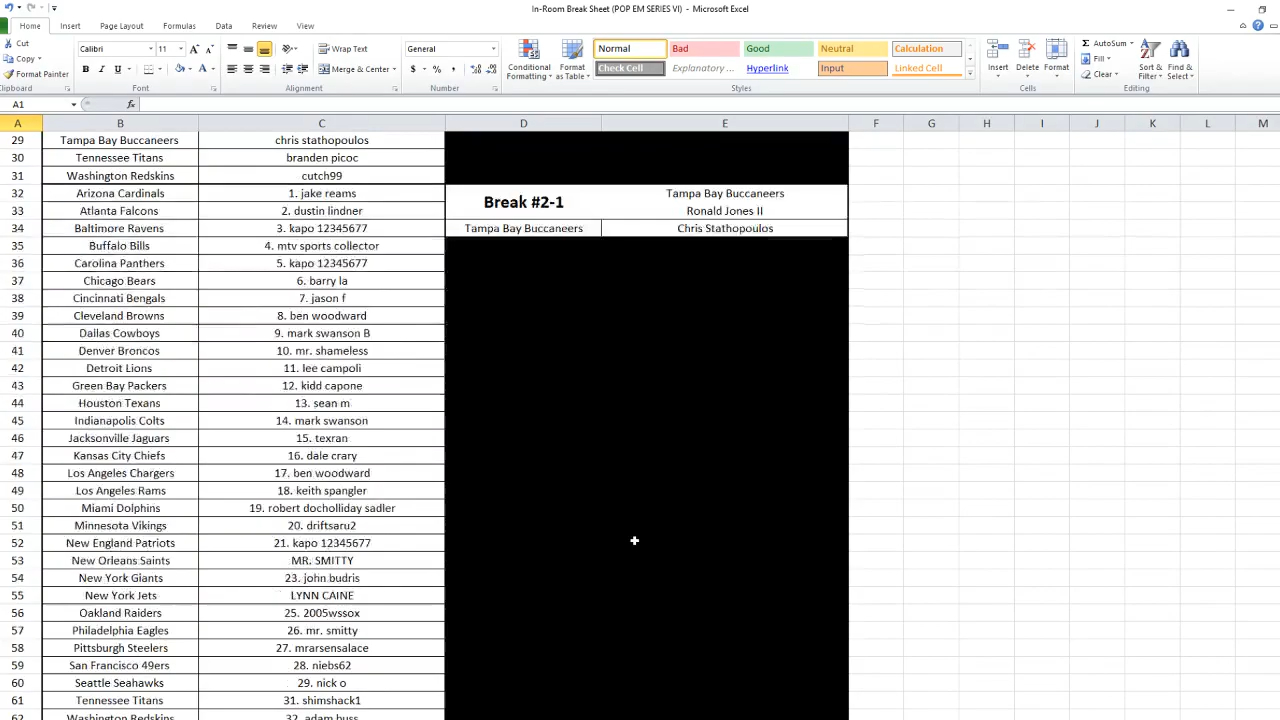 In-Room Break Sheet (POP EM SERIES VI) - Microsoft Excel
Home Insert Page Layout Formulas Data Review View
Cut
Copy
Format Painter
Clipboard
Calibri 11
B I U
Font
Wrap Text
Merge & Center
Alignment
General
$ % ,
Number
Conditional Formatting
Format as Table
Normal Bad Good Neutral Calculation
Check Cell Explanatory ... Hyperlink Input Linked Cell
Styles
Insert Delete Format
Cells
AutoSum
Fill
Clear
Sort & Filter
Find & Select
Editing
A1 fx
A B C D E F G H I J K L M
29 Tampa Bay Buccaneers chris stathopoulos
30 Tennessee Titans branden picoc
31 Washington Redskins cutch99
32 Arizona Cardinals 1. jake reams Break #2-1 Tampa Bay Buccaneers
33 Atlanta Falcons 2. dustin lindner Ronald Jones II
34 Baltimore Ravens 3. kapo 12345677 Tampa Bay Buccaneers Chris Stathopoulos
35 Buffalo Bills 4. mtv sports collector
36 Carolina Panthers 5. kapo 12345677
37 Chicago Bears 6. barry la
38 Cincinnati Bengals 7. jason f
39 Cleveland Browns 8. ben woodward
40 Dallas Cowboys 9. mark swanson B
41 Denver Broncos 10. mr. shameless
42 Detroit Lions 11. lee campoli
43 Green Bay Packers 12. kidd capone
44 Houston Texans 13. sean m
45 Indianapolis Colts 14. mark swanson
46 Jacksonville Jaguars 15. texran
47 Kansas City Chiefs 16. dale crary
48 Los Angeles Chargers 17. ben woodward
49 Los Angeles Rams 18. keith spangler
50 Miami Dolphins 19. robert docholliday sadler
51 Minnesota Vikings 20. driftsaru2
52 New England Patriots 21. kapo 12345677
53 New Orleans Saints MR. SMITTY
54 New York Giants 23. john budris
55 New York Jets LYNN CAINE
56 Oakland Raiders 25. 2005wssox
57 Philadelphia Eagles 26. mr. smitty
58 Pittsburgh Steelers 27. mrarsensalace
59 San Francisco 49ers 28. niebs62
60 Seattle Seahawks 29. nick o
61 Tennessee Titans 31. shimshack1
62 Washington Redskins 32. adam buss